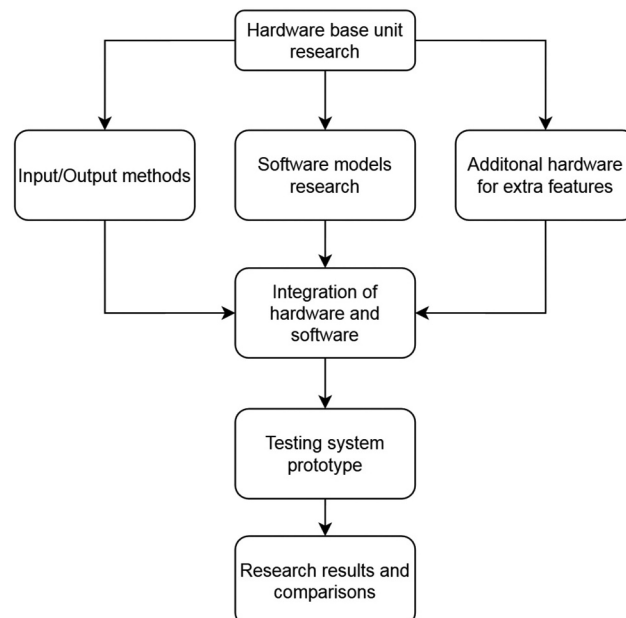 Hardware base unit
research
Input/Output methods
Software models
research
Additonal hardware
for extra features
Integration of
hardware and
software
Testing system
prototype
Research results and
comparisons